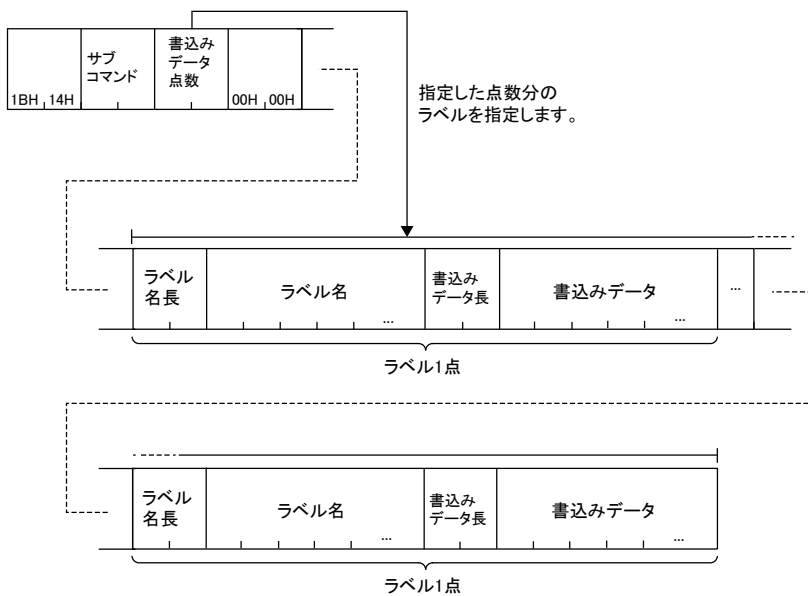 サブ
コマンド
書込み
データ
点数
1BH 14H
00H 00H
指定した点数分の
ラベルを指定します。
ラベル
名長
ラベル名
...
書込み
データ長
書込みデータ
...
...
ラベル1点
ラベル
名長
ラベル名
...
書込み
データ長
書込みデータ
...
ラベル1点